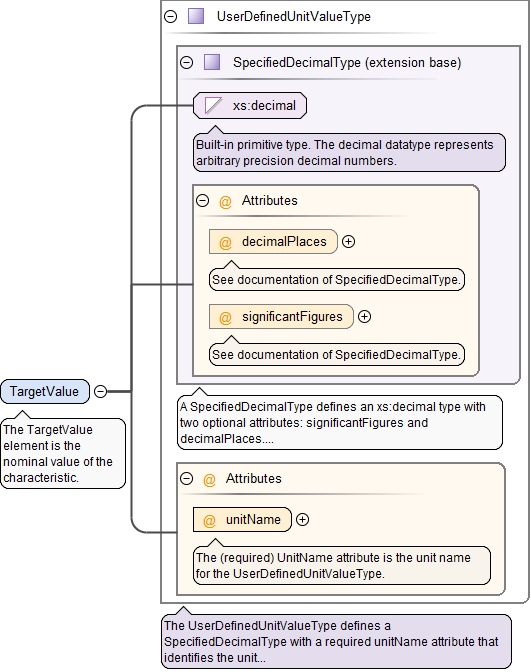 UserDefinedUnitValueType
SpecifiedDecimalType (extension base)
xs:decimal
Built-in primitive type. The decimal datatype represents
arbitrary precision decimal numbers.
@ Attributes
@ decimalPlaces
See documentation of SpecifiedDecimalType.
@ significantFigures
See documentation of SpecifiedDecimalType.
TargetValue
The TargetValue
element is the
nominal value of the
characteristic.
A SpecifiedDecimalType defines an xs:decimal type with
two optional attributes: significantFigures and
decimalPlaces....
@ Attributes
@ unitName
The (required) UnitName attribute is the unit name
for the UserDefinedUnitValueType.
The UserDefinedUnitValueType defines a
SpecifiedDecimalType with a required unitName attribute that
identifies the unit...